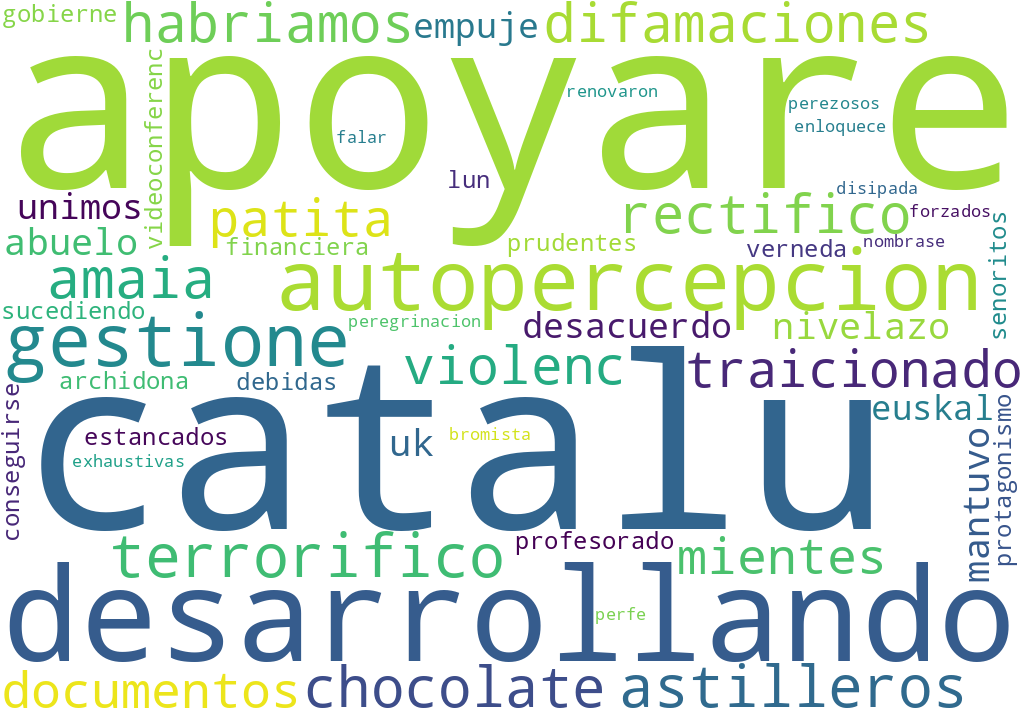 gobierne
habriamos
empuje
difamaciones
apoyare
videoconferenc
renovaron
perezosos
falar
enloquece
lun
disipada
unimos
patita
rectifico
forzados
abuelo
financiera
prudentes
verneda
nombrase
senoritos
amaia
autopercepcion
sucediendo
peregrinacion
gestione
desacuerdo
nivelazo
violenc
traicionado
archidona
debidas
catalu
euskal
conseguirse
estancados
uk
bromista
exhaustivas
mantuvo
protagonismo
terrorifico
profesorado
mientes
desarrollando
perfe
documentos
chocolate
astilleros